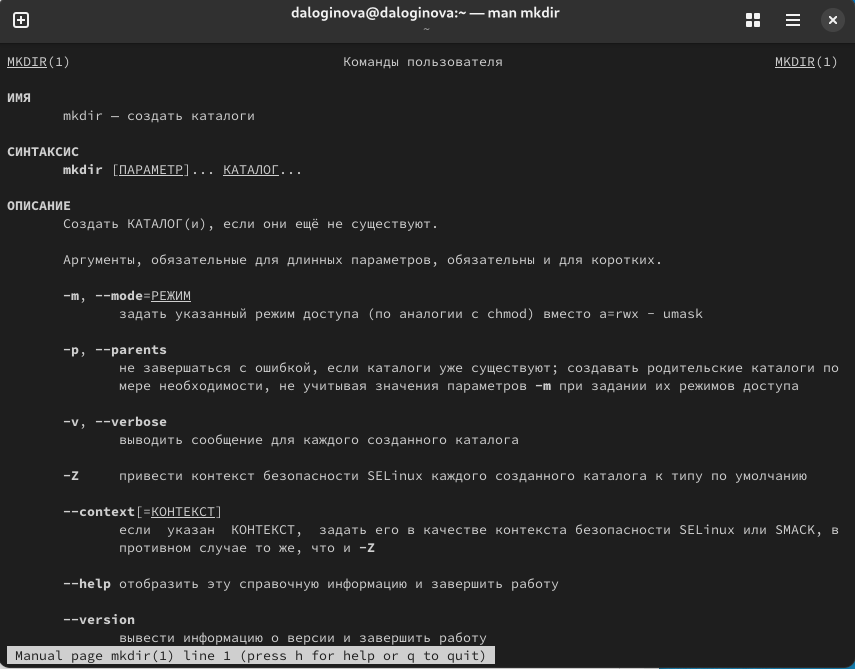 daloginova@daloginova:~ — man mkdir
~
MKDIR(1) Команды пользователя MKDIR(1)
ИМЯ
mkdir — создать каталоги
СИНТАКСИС
mkdir [ПАРАМЕТР]... КАТАЛОГ...
ОПИСАНИЕ
Создать КАТАЛОГ(и), если они ещё не существуют.
Аргументы, обязательные для длинных параметров, обязательны и для коротких.
-m, --mode=РЕЖИМ
задать указанный режим доступа (по аналогии с chmod) вместо a=rwx - umask
-p, --parents
не завершаться с ошибкой, если каталоги уже существуют; создавать родительские каталоги по
мере необходимости, не учитывая значения параметров -m при задании их режимов доступа
-v, --verbose
выводить сообщение для каждого созданного каталога
-Z привести контекст безопасности SELinux каждого созданного каталога к типу по умолчанию
--context[=КОНТЕКСТ]
если указан КОНТЕКСТ, задать его в качестве контекста безопасности SELinux или SMACK, в
противном случае то же, что и -Z
--help отобразить эту справочную информацию и завершить работу
--version
вывести информацию о версии и завершить работу
Manual page mkdir(1) line 1 (press h for help or q to quit)